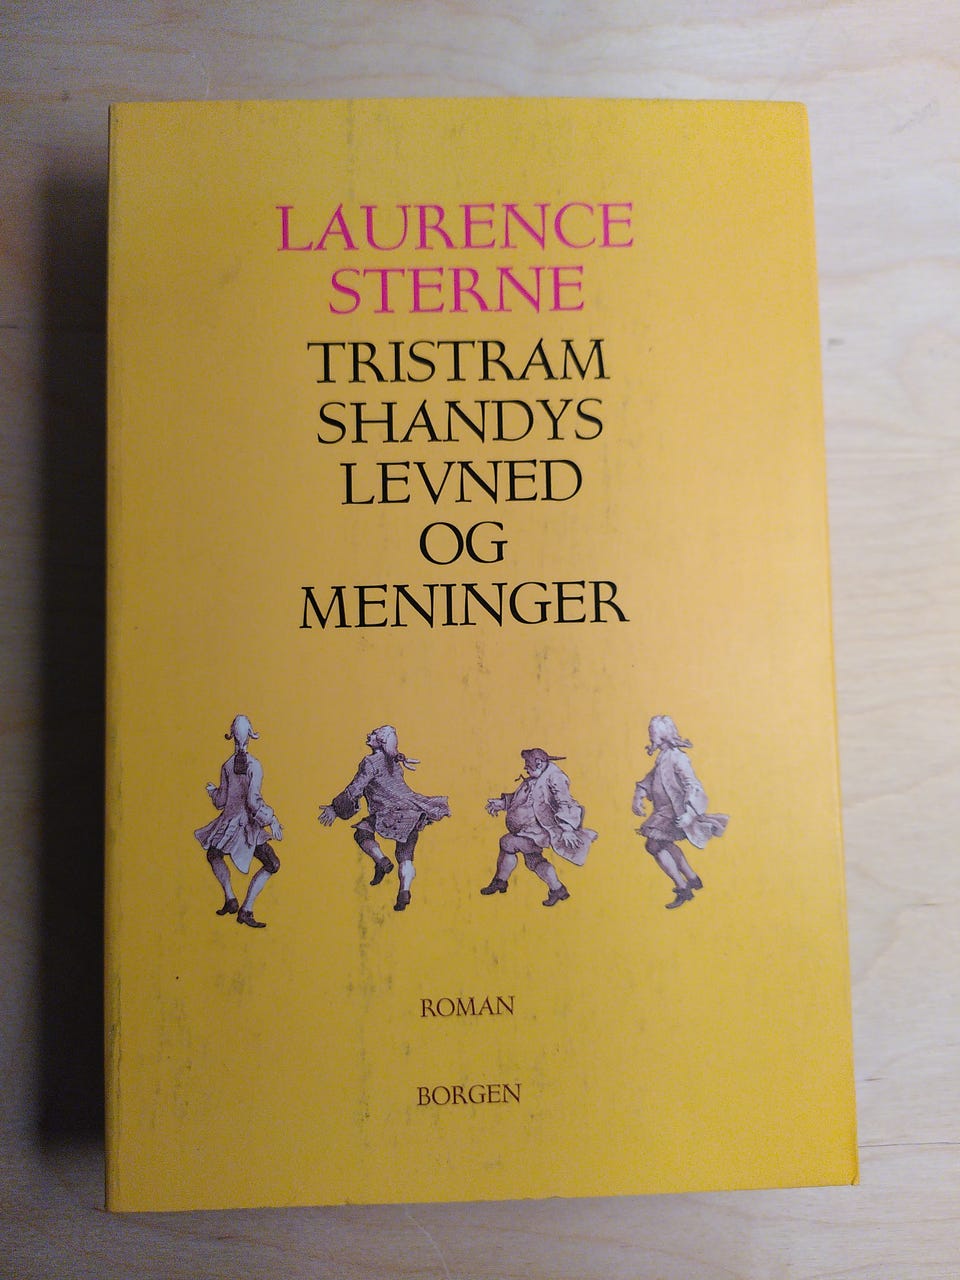 LAURENCE
STERNE
TRISTRAM
SHANDYS
LEVNED
OG
MENINGER
ROMAN
BORGEN